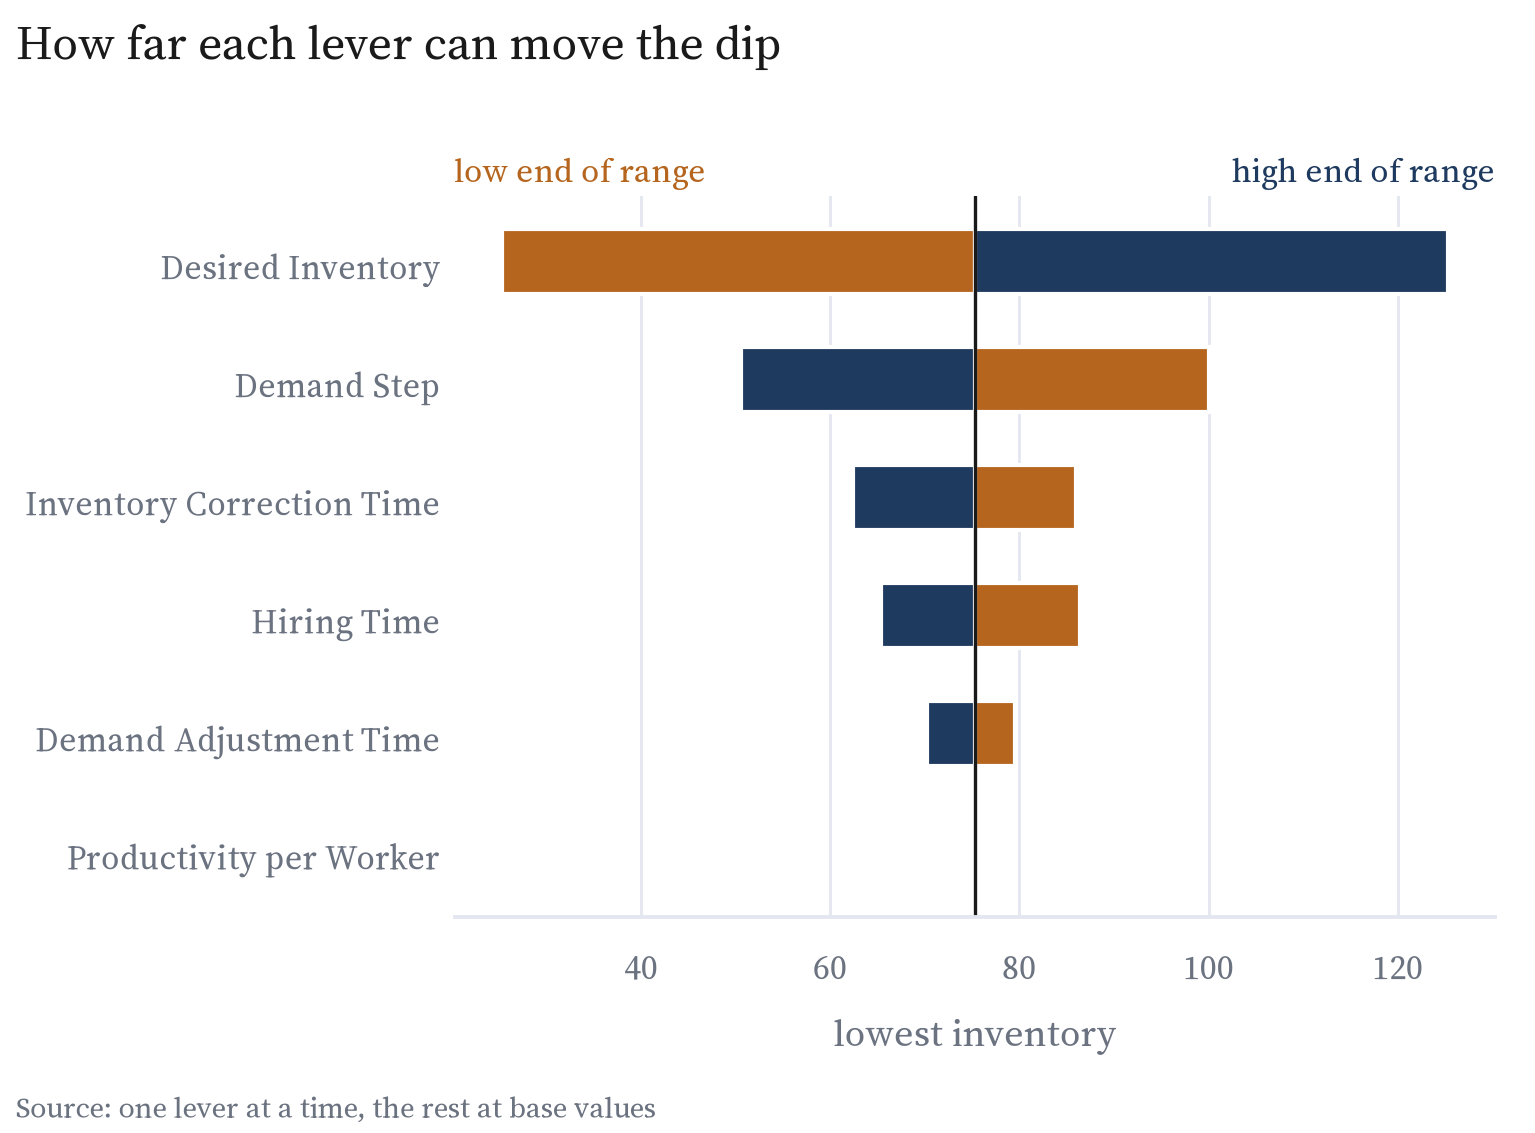 How far each lever can move the dip
low end of range
high end of range
Desired Inventory
Demand Step
Inventory Correction Time
Hiring Time
Demand Adjustment Time
Productivity per Worker
40
60
80
100
120
lowest inventory
Source: one lever at a time, the rest at base values